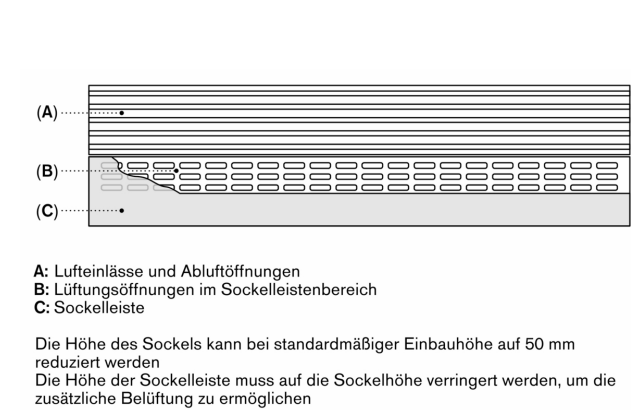 (A)
(B)
(C)
A: Lufteinlässe und Abluftöffnungen
B: Lüftungsöffnungen im Sockelleistenbereich
C: Sockelleiste
Die Höhe des Sockels kann bei standardmäßiger Einbauhöhe auf 50 mm
reduziert werden
Die Höhe der Sockelleiste muss auf die Sockelhöhe verringert werden, um die
zusätzliche Belüftung zu ermöglichen